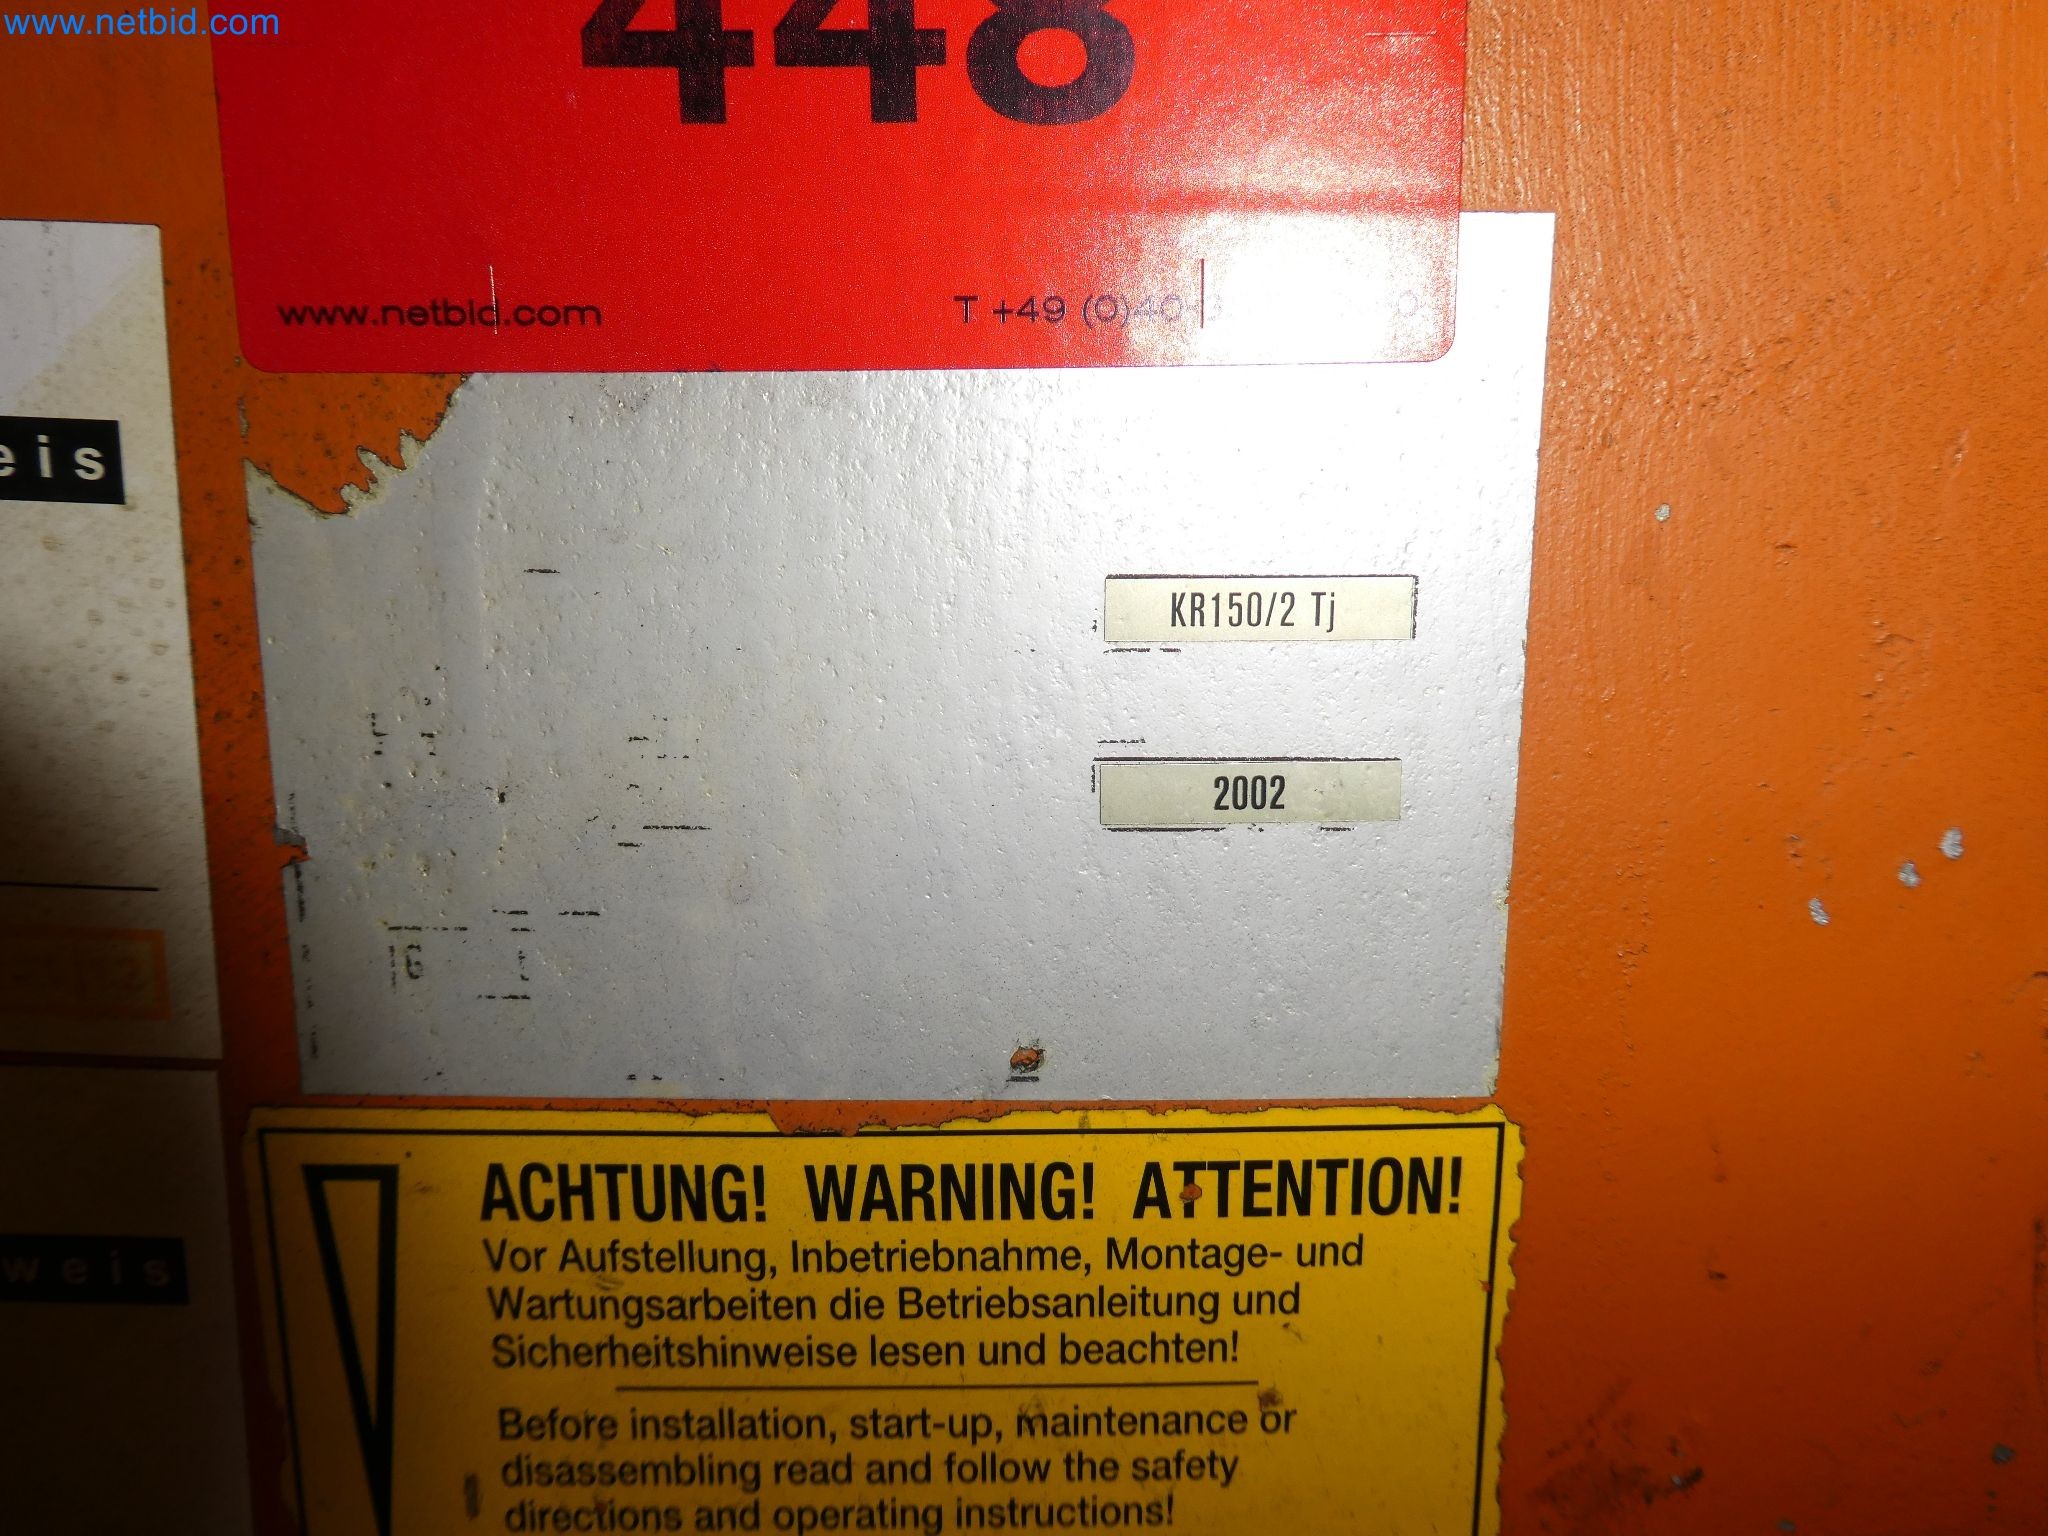 www.netbid.com
448
www.netbid.com
T +49 (0)40
eis
KR150/2 Tj
2002
weis
ACHTUNG! WARNING! ATTENTION!
Vor Aufstellung, Inbetriebnahme, Montage- und
Wartungsarbeiten die Betriebsanleitung und
Sicherheitshinweise lesen und beachten!
Before installation, start-up, maintenance or
disassembling read and follow the safety
directions and operating instructions!